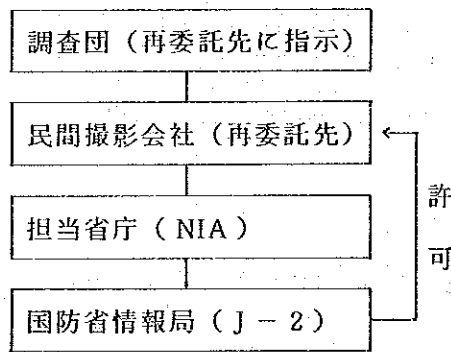 調査団（再委託先に指示）
民間撮影会社（再委託先）
担当省庁（NIA）
国防省情報局（J－2）
許可